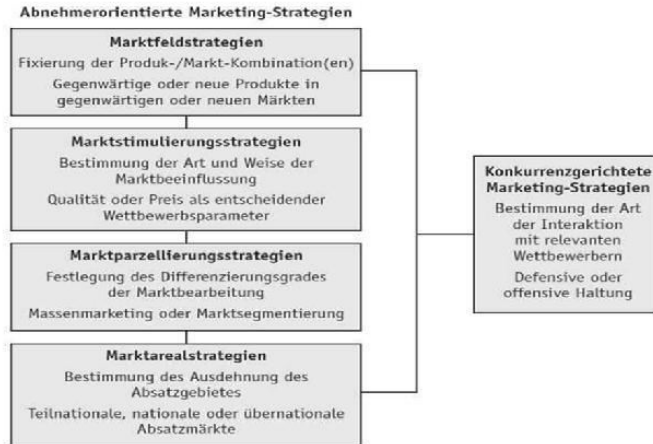 Abnehmerorientierte Marketing-Strategien
Marktfeldstrategien
Fixierung der Produk-/Markt-Kombination(en)
Gegenwärtige oder neue Produkte in
gegenwärtigen oder neuen Märkten
Marktstimulierungsstrategien
Bestimmung der Art und Weise der
Marktbeeinflussung
Qualität oder Preis als entscheidender
Wettbewerbsparameter
Marktparzellierungsstrategien
Festlegung des Differenzierungsgrades
der Marktbearbeitung
Massenmarketing oder Marktsegmentierung
Marktarealstrategien
Bestimmung des Ausdehnung des
Absatzgebietes
Teilnationale, nationale oder übernationale
Absatzmärkte
Konkurrenzgerichtete
Marketing-Strategien
Bestimmung der Art
der Interaktion
mit relevanten
Wettbewerbern
Defensive oder
offensive Haltung